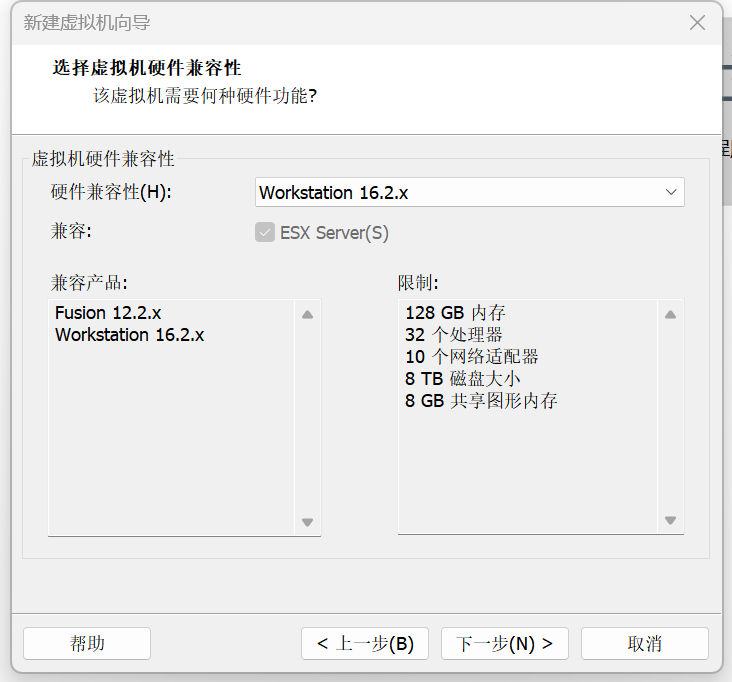 新建虚拟机向导
选择虚拟机硬件兼容性
该虚拟机需要何种硬件功能?
虚拟机硬件兼容性
硬件兼容性(H): Workstation 16.2.x
兼容: ESX Server(S)
兼容产品:
Fusion 12.2.x
Workstation 16.2.x
限制:
128 GB 内存
32 个处理器
10 个网络适配器
8 TB 磁盘大小
8 GB 共享图形内存
帮助
< 上一步(B)
下一步(N) >
取消